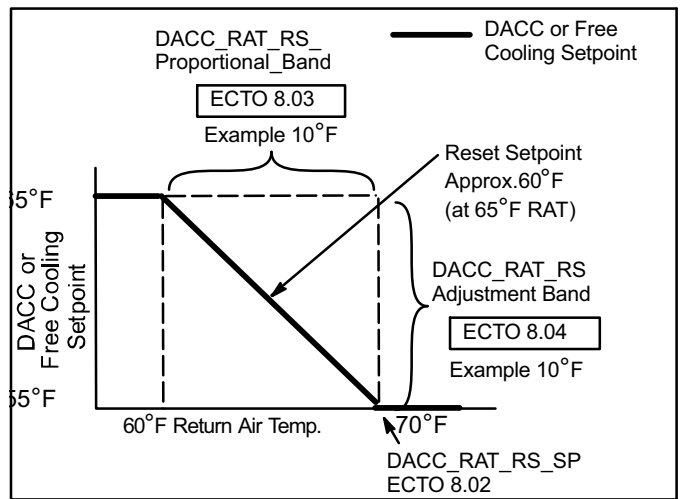 DACC_RAT_RS_
Proportional_Band
ECTO 8.03
Example 10°F
DACC or Free
Cooling Setpoint
Reset Setpoint
Approx.60°F
(at 65°F RAT)
65°F
DACC or
Free Cooling
Setpoint
55°F
DACC_RAT_RS
Adjustment Band
ECTO 8.04
Example 10°F
60°F Return Air Temp.
70°F
DACC_RAT_RS_SP
ECTO 8.02